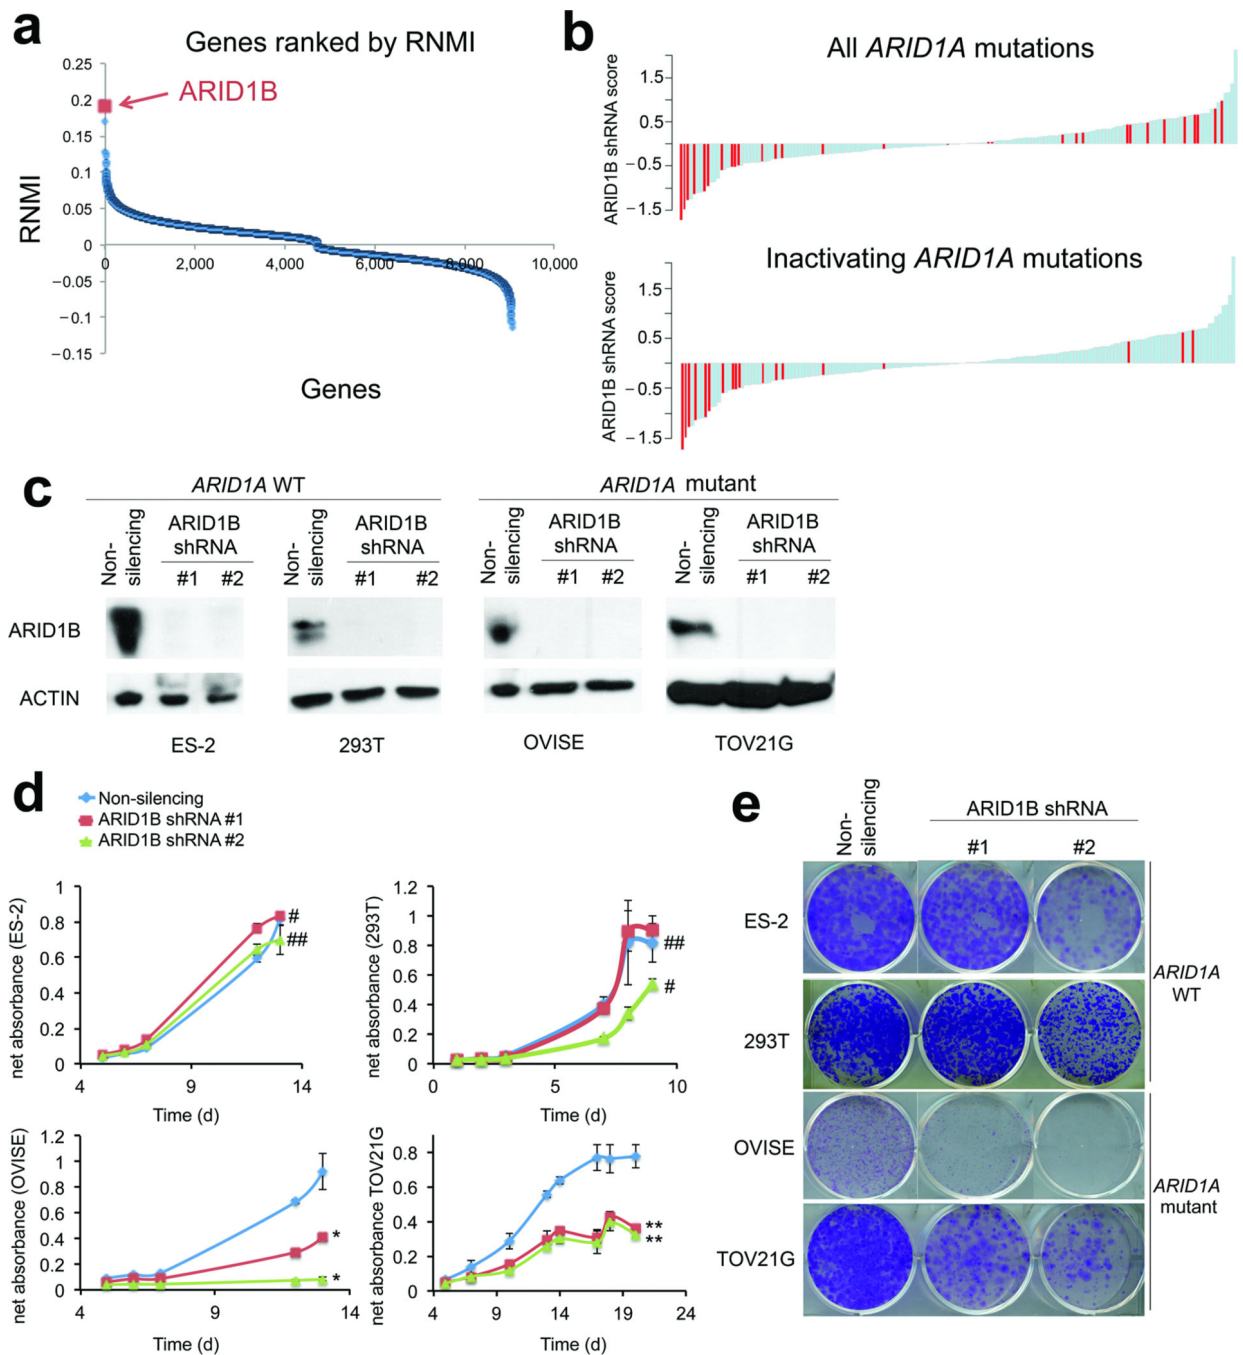 a
Genes ranked by RNMI
0.25
0.2
0.15
0.1
0.05
0
−0.05
−0.1
−0.15
0
2,000
4,000
6,000
8,000
10,000
ARID1B
RNMI
Genes
b
All ARID1A mutations
ARID1B shRNA score
1.5
0.5
−0.5
−1.5
Inactivating ARID1A mutations
ARID1B shRNA score
1.5
0.5
−0.5
−1.5
c
ARID1A WT
ARID1A mutant
Non-
silencing
ARID1B
shRNA
#1
#2
Non-
silencing
ARID1B
shRNA
#1
#2
Non-
silencing
ARID1B
shRNA
#1
#2
Non-
silencing
ARID1B
shRNA
#1
#2
ARID1B
ACTIN
ES-2
293T
OVISE
TOV21G
d
Non-silencing
ARID1B shRNA #1
ARID1B shRNA #2
net absorbance (ES-2)
1
0.8
0.6
0.4
0.2
0
4
9
14
#
##
Time (d)
net absorbance (293T)
1.2
1
0.8
0.6
0.4
0.2
0
0
5
10
##
#
Time (d)
net absorbance (OVISE)
1.2
1
0.8
0.6
0.4
0.2
0
4
9
14
*
*
Time (d)
net absorbance TOV21G
1
0.8
0.6
0.4
0.2
0
4
9
14
19
24
**
**
Time (d)
e
Non-
silencing
ARID1B shRNA
#1
#2
ES-2
293T
OVISE
TOV21G
ARID1A
WT
ARID1A
mutant